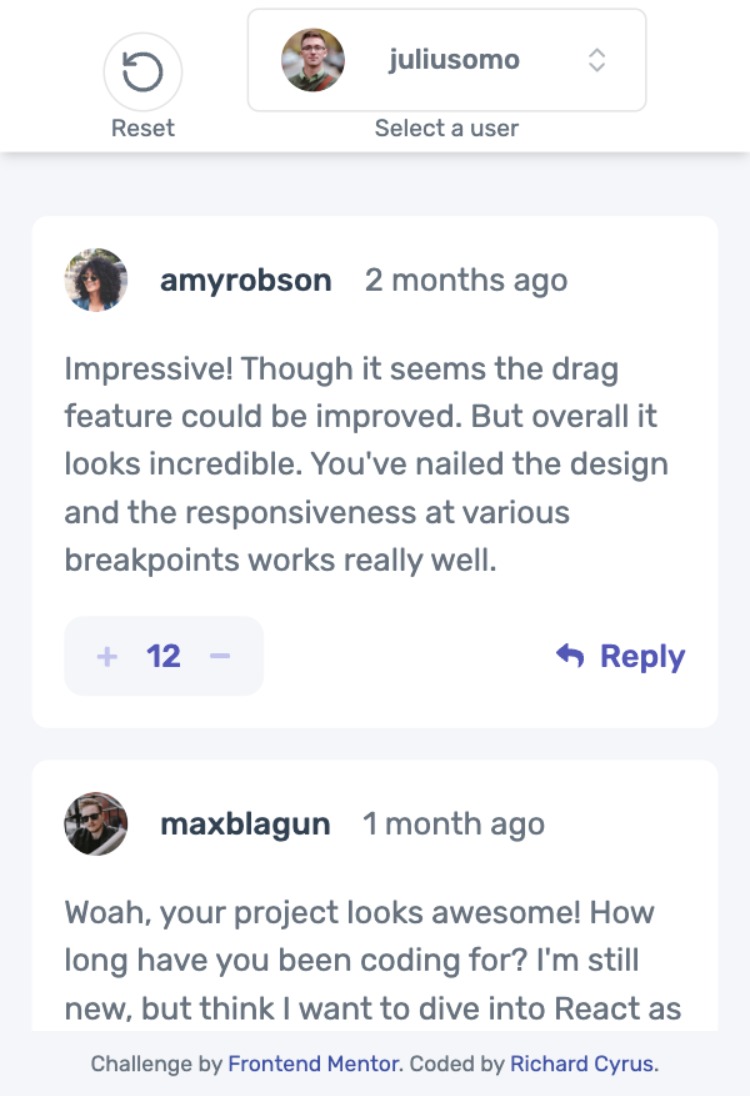 juliusomo
Reset
Select a user
amyrobson 2 months ago
Impressive! Though it seems the drag
feature could be improved. But overall it
looks incredible. You've nailed the design
and the responsiveness at various
breakpoints works really well.
+ 12 − Reply
maxblagun 1 month ago
Woah, your project looks awesome! How
long have you been coding for? I'm still
new, but think I want to dive into React as
Challenge by Frontend Mentor. Coded by Richard Cyrus.